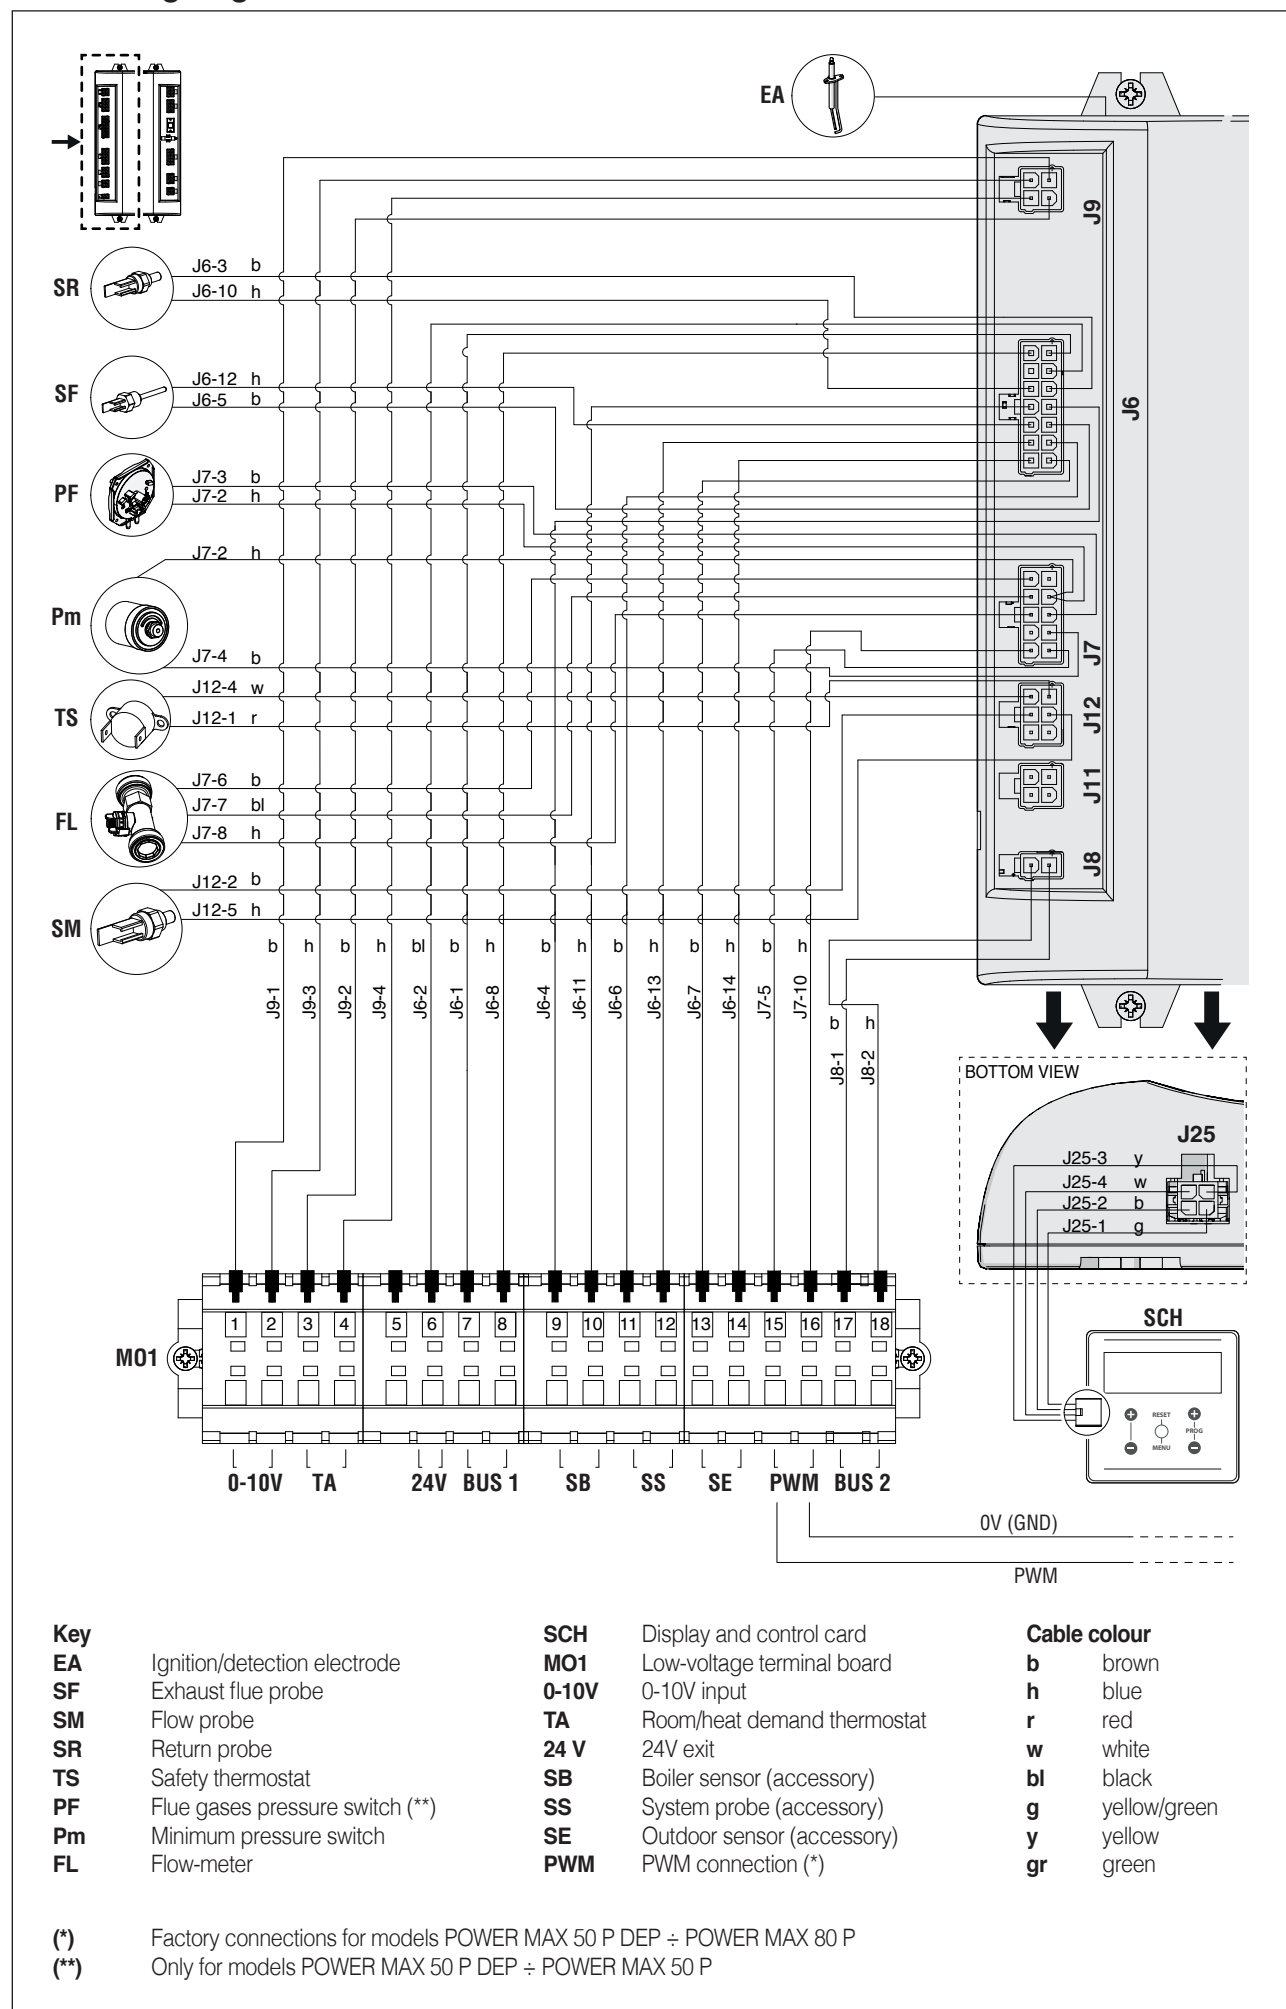 EA
J9
SR
J6-3 b
J6-10 h
SF
J6-12 h
J6-5 b
J6
PF
J7-3 b
J7-2 h
J7-2 h
Pm
J7-4 b
J7
J12-4 w
TS
J12-1 r
J12
J7-6 b
J7-7 bl
FL
J7-8 h
J11
J8
J12-2 b
J12-5 h
SM
b h b h bl b h b h b h b h b h
J9-1 J9-3 J9-2 J9-4 J6-2 J6-1 J6-8 J6-4 J6-11 J6-6 J6-13 J6-7 J6-14 J7-5 J7-10
b h
J8-1 J8-2
BOTTOM VIEW
J25
J25-3 y
J25-4 w
J25-2 b
J25-1 g
SCH
1 2 3 4 5 6 7 8 9 10 11 12 13 14 15 16 17 18
MO1
RESET
PROG
MENU
0-10V TA 24V BUS 1 SB SS SE PWM BUS 2
0V (GND)
PWM
Key
EA Ignition/detection electrode
SF Exhaust flue probe
SM Flow probe
SR Return probe
TS Safety thermostat
PF Flue gases pressure switch (**)
Pm Minimum pressure switch
FL Flow-meter
SCH Display and control card
MO1 Low-voltage terminal board
0-10V 0-10V input
TA Room/heat demand thermostat
24 V 24V exit
SB Boiler sensor (accessory)
SS System probe (accessory)
SE Outdoor sensor (accessory)
PWM PWM connection (*)
Cable colour
b brown
h blue
r red
w white
bl black
g yellow/green
y yellow
gr green
(*) Factory connections for models POWER MAX 50 P DEP ÷ POWER MAX 80 P
(**) Only for models POWER MAX 50 P DEP ÷ POWER MAX 50 P